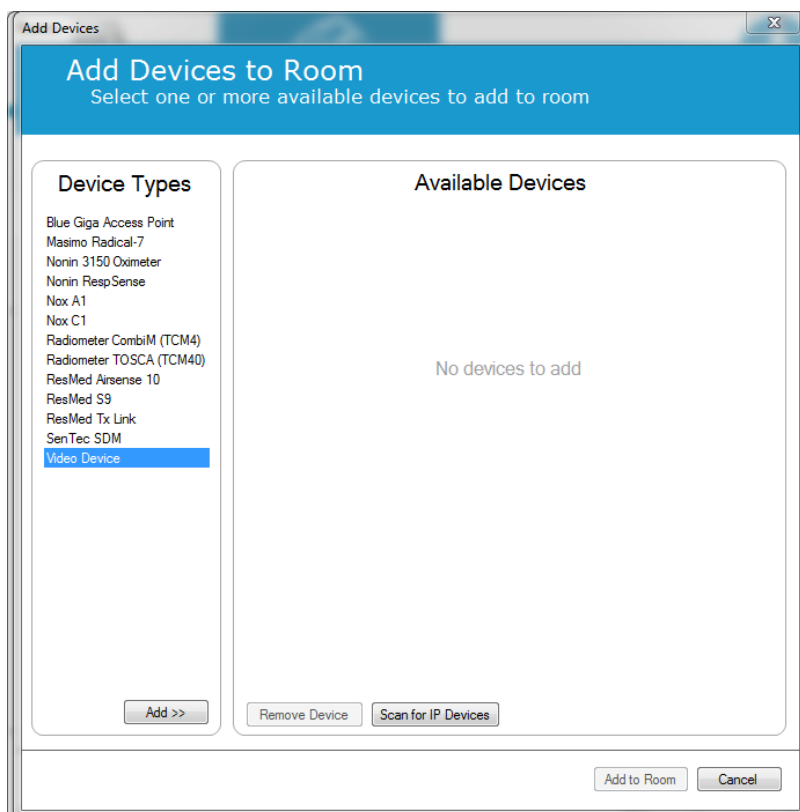 Add Devices
Add Devices to Room
Select one or more available devices to add to room
Device Types
Blue Giga Access Point
Masimo Radical-7
Nonin 3150 Oximeter
Nonin RespSense
Nox A1
Nox C1
Radiometer CombiM (TCM4)
Radiometer TOSCA (TCM40)
ResMed Airsense 10
ResMed S9
ResMed Tx Link
SenTec SDM
Video Device
Add >>
Available Devices
No devices to add
Remove Device
Scan for IP Devices
Add to Room
Cancel